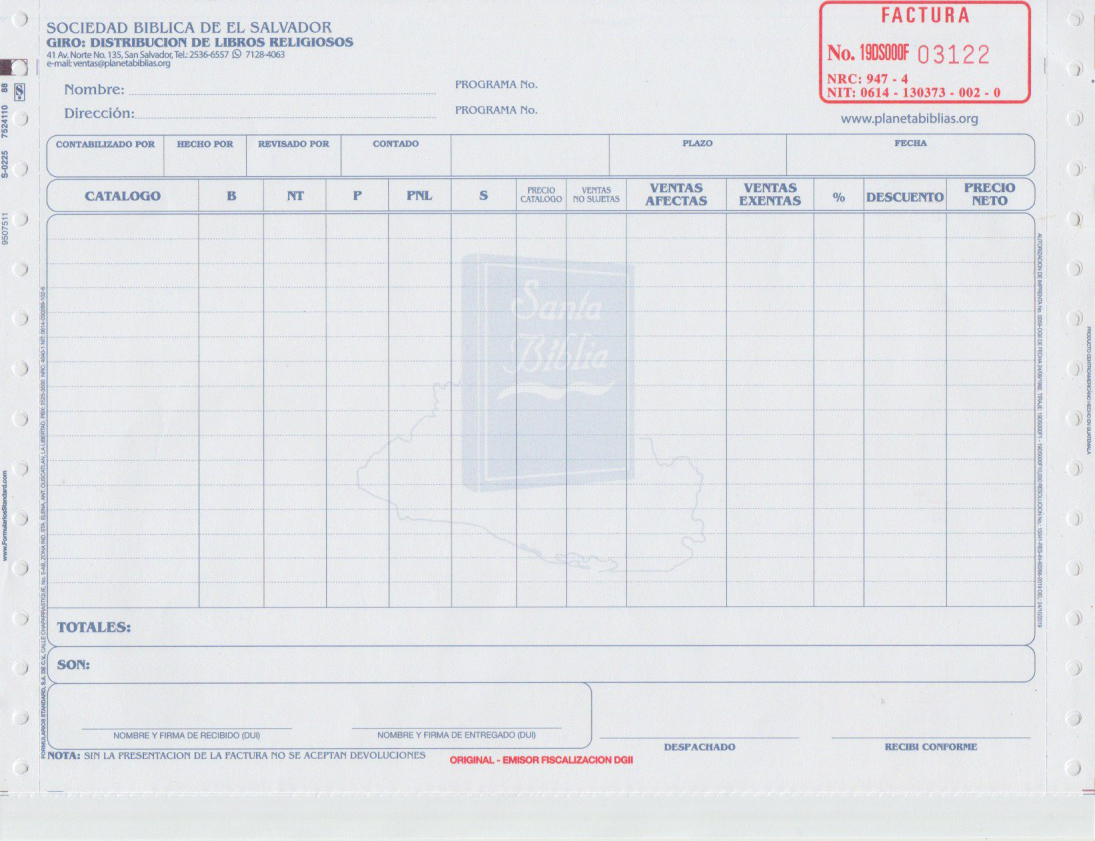 SOCIEDAD BIBLICA DE EL SALVADOR
GIRO: DISTRIBUCION DE LIBROS RELIGIOSOS
41 Av. Norte No. 135, San Salvador, Tel.: 2536-6557 7128-4063
e-mail: ventas@planetabiblias.org
FACTURA
No. 19DS000F 03122
NRC: 947 - 4
NIT: 0614 - 130373 - 002 - 0
www.planetabiblias.org
Nombre:
PROGRAMA No.
Dirección:
PROGRAMA No.
CONTABILIZADO POR HECHO POR REVISADO POR CONTADO PLAZO FECHA
CATALOGO B NT P PNL S PRECIO CATALOGO VENTAS NO SUJETAS VENTAS AFECTAS VENTAS EXENTAS % DESCUENTO PRECIO NETO
Santa
Biblia
TOTALES:
SON:
NOMBRE Y FIRMA DE RECIBIDO (DUI)
NOMBRE Y FIRMA DE ENTREGADO (DUI)
DESPACHADO
RECIBI CONFORME
NOTA: SIN LA PRESENTACION DE LA FACTURA NO SE ACEPTAN DEVOLUCIONES
ORIGINAL - EMISOR FISCALIZACION DGII
S-0225 7524110 88
9507511
www.FormulariosStandard.com